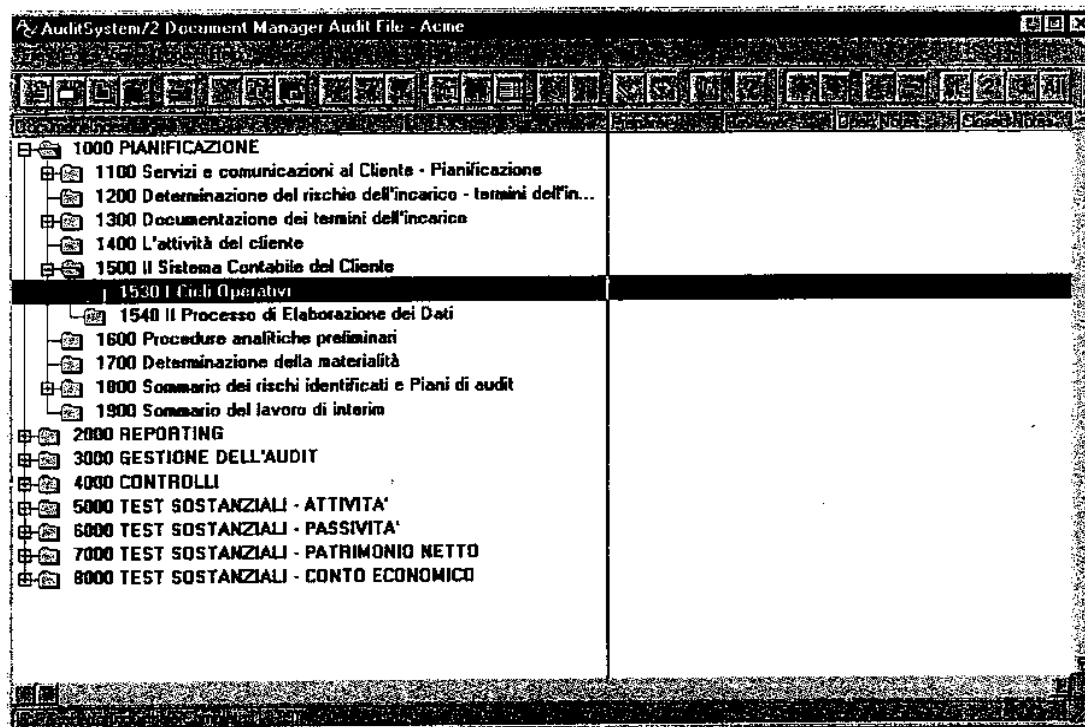 AuditSystem/2 Document Manager Audit File - Acme
1000 PIANIFICAZIONE
1100 Servizi e comunicazioni al Cliente - Pianificazione
1200 Determinazione del rischio dell'incarico - termini dell'in...
1300 Documentazione dei termini dell'incarico
1400 L'attività del cliente
1500 Il Sistema Contabile del Cliente
1530 I Cicli Operativi
1540 Il Processo di Elaborazione dei Dati
1600 Procedure analitiche preliminari
1700 Determinazione della materialità
1800 Sommario dei rischi identificati e Piani di audit
1900 Sommario del lavoro di interim
2000 REPORTING
3000 GESTIONE DELL'AUDIT
4000 CONTROLLI
5000 TEST SOSTANZIALI - ATTIVITA'
6000 TEST SOSTANZIALI - PASSIVITA'
7000 TEST SOSTANZIALI - PATRIMONIO NETTO
8000 TEST SOSTANZIALI - CONTO ECONOMICO